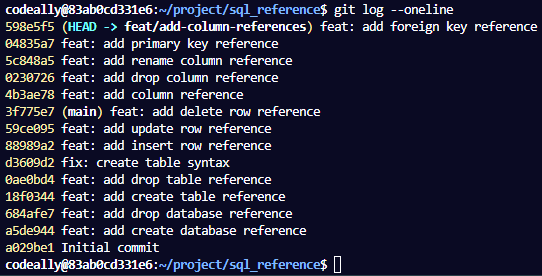 codeally@83ab0cd331e6:~/project/sql_reference$ git log --oneline
598e5f5 (HEAD -> feat/add-column-references) feat: add foreign key reference
04835a7 feat: add primary key reference
5c848a5 feat: add rename column reference
0230726 feat: add drop column reference
4b3ae78 feat: add column reference
3f775e7 (main) feat: add delete row reference
59ce095 feat: add update row reference
88989a2 feat: add insert row reference
d3609d2 fix: create table syntax
0ae0bd4 feat: add drop table reference
18f0344 feat: add create table reference
684afe7 feat: add drop database reference
a5de944 feat: add create database reference
a029be1 Initial commit
codeally@83ab0cd331e6:~/project/sql_reference$